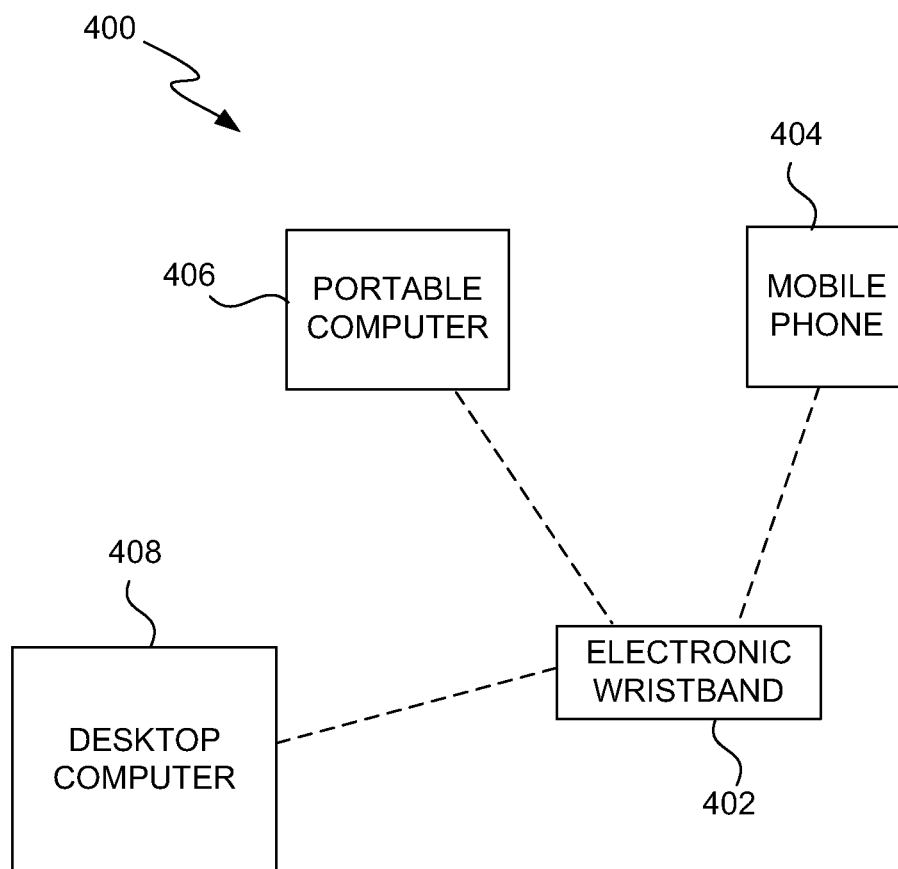 400
404
406
PORTABLE
COMPUTER
MOBILE
PHONE
408
DESKTOP
COMPUTER
ELECTRONIC
WRISTBAND
402